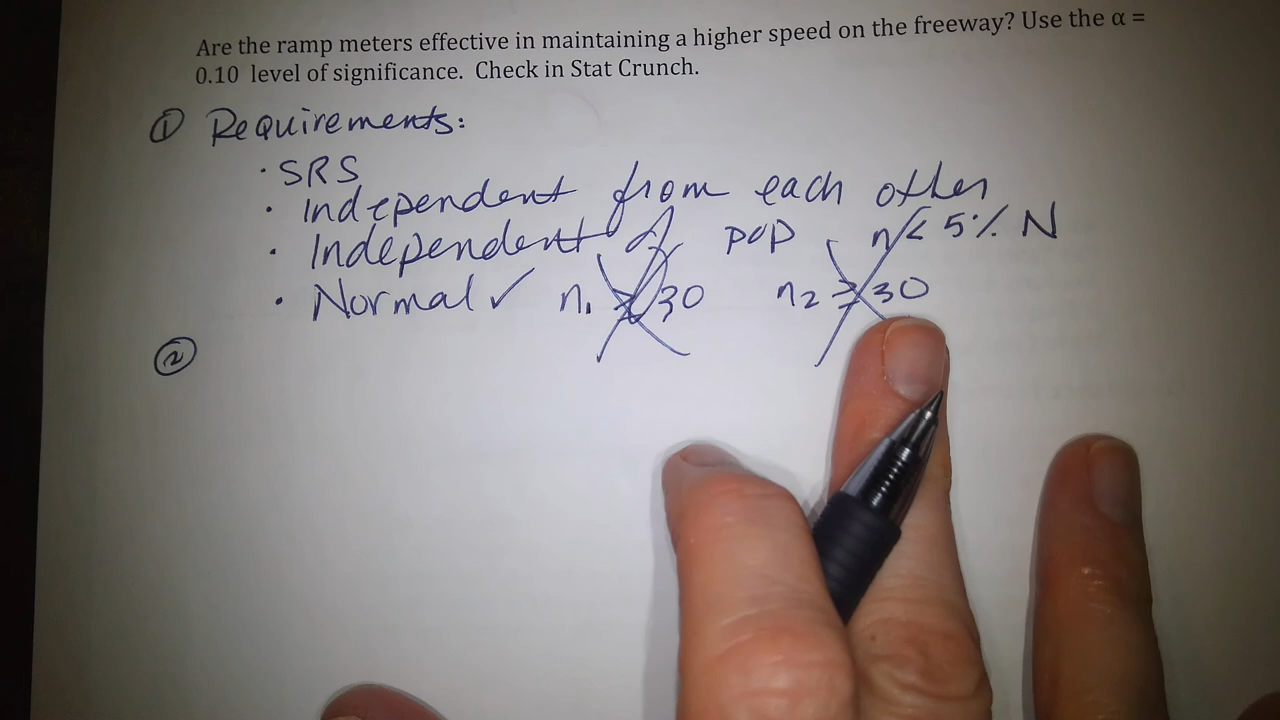 Are the ramp meters effective in maintaining a higher speed on the freeway? Use the α =
0.10 level of significance. Check in Stat Crunch.
① Requirements:
· SRS
· Independent from each other
· Independent of pop, n < 5% N
· Normal ✓ n₁ ≥ 30 n₂ ≥ 30
②